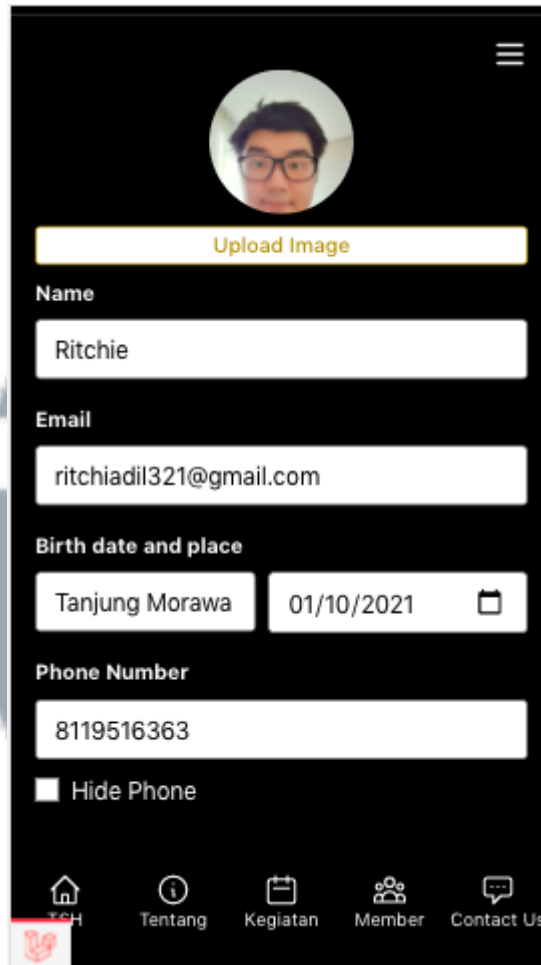 Upload Image
Name
Ritchie
Email
ritchiadil321@gmail.com
Birth date and place
Tanjung Morawa 01/10/2021
Phone Number
8119516363
Hide Phone
TSH Tentang Kegiatan Member Contact Us